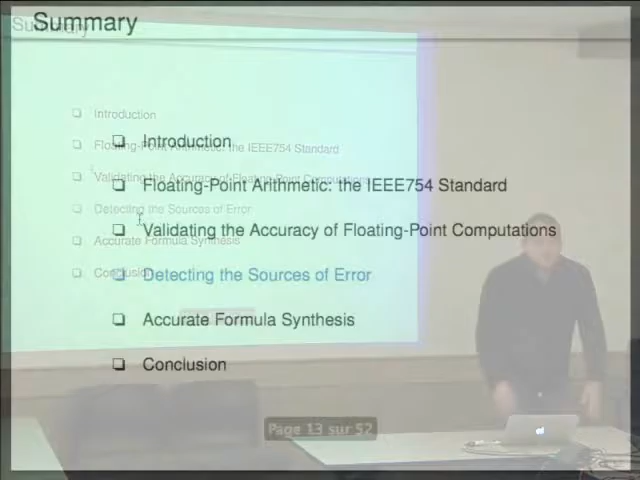 Summary
❏ Introduction
❏ Floating-Point Arithmetic: the IEEE754 Standard
❏ Validating the Accuracy of Floating-Point Computations
❏ Detecting the Sources of Error
❏ Accurate Formula Synthesis
❏ Conclusion
Page 13 sur 52
Summary
❏ Introduction
❏ Floating-Point Arithmetic: the IEEE754 Standard
❏ Validating the Accuracy of Floating-Point Computations
❏ Detecting the Sources of Error
❏ Accurate Formula Synthesis
❏ Conclusion